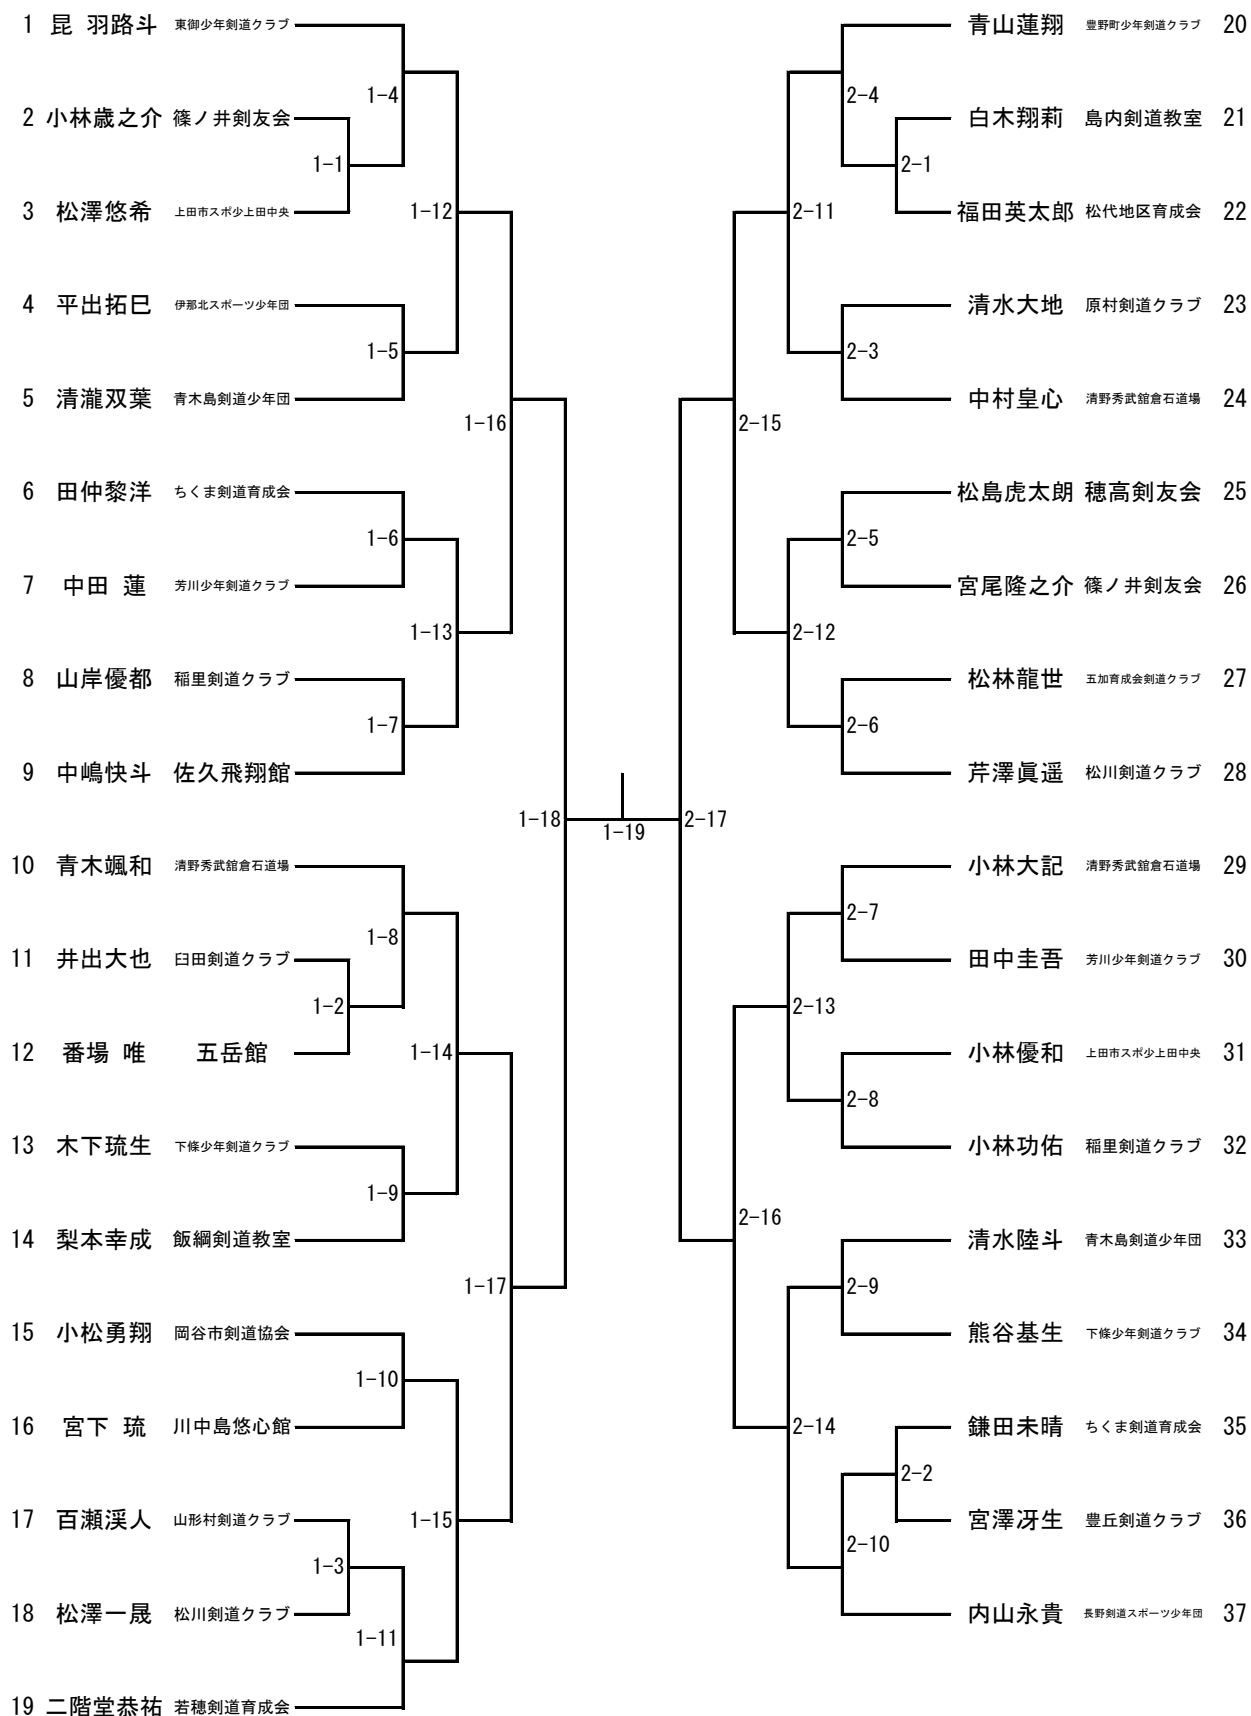 1 昆 羽路斗 東御少年剣道クラブ
2 小林歳之介 篠ノ井剣友会
3 松澤悠希 上田市スポ少上田中央
4 平出拓巳 伊那北スポーツ少年団
5 清瀧双葉 青木島剣道少年団
6 田仲黎洋 ちくま剣道育成会
7 中田 蓮 芳川少年剣道クラブ
8 山岸優都 稲里剣道クラブ
9 中嶋快斗 佐久飛翔館
10 青木颯和 清野秀武舘倉石道場
11 井出大也 臼田剣道クラブ
12 番場 唯 五岳館
13 木下琉生 下條少年剣道クラブ
14 梨本幸成 飯綱剣道教室
15 小松勇翔 岡谷市剣道協会
16 宮下 琉 川中島悠心館
17 百瀬渓人 山形村剣道クラブ
18 松澤一晟 松川剣道クラブ
19 二階堂恭祐 若穂剣道育成会
1-4
1-1
1-12
1-5
1-16
1-6
1-13
1-7
1-18
1-8
1-2
1-14
1-9
1-17
1-10
1-15
1-3
1-11
1-19
青山蓮翔 豊野町少年剣道クラブ 20
白木翔莉 島内剣道教室 21
福田英太郎 松代地区育成会 22
清水大地 原村剣道クラブ 23
中村皇心 清野秀武舘倉石道場 24
松島虎太朗 穂高剣友会 25
宮尾隆之介 篠ノ井剣友会 26
松林龍世 五加育成会剣道クラブ 27
芹澤眞遥 松川剣道クラブ 28
小林大記 清野秀武舘倉石道場 29
田中圭吾 芳川少年剣道クラブ 30
小林優和 上田市スポ少上田中央 31
小林功佑 稲里剣道クラブ 32
清水陸斗 青木島剣道少年団 33
熊谷基生 下條少年剣道クラブ 34
鎌田未晴 ちくま剣道育成会 35
宮澤冴生 豊丘剣道クラブ 36
内山永貴 長野剣道スポーツ少年団 37
2-4
2-1
2-11
2-3
2-15
2-5
2-12
2-6
2-17
2-7
2-13
2-8
2-16
2-9
2-14
2-2
2-10